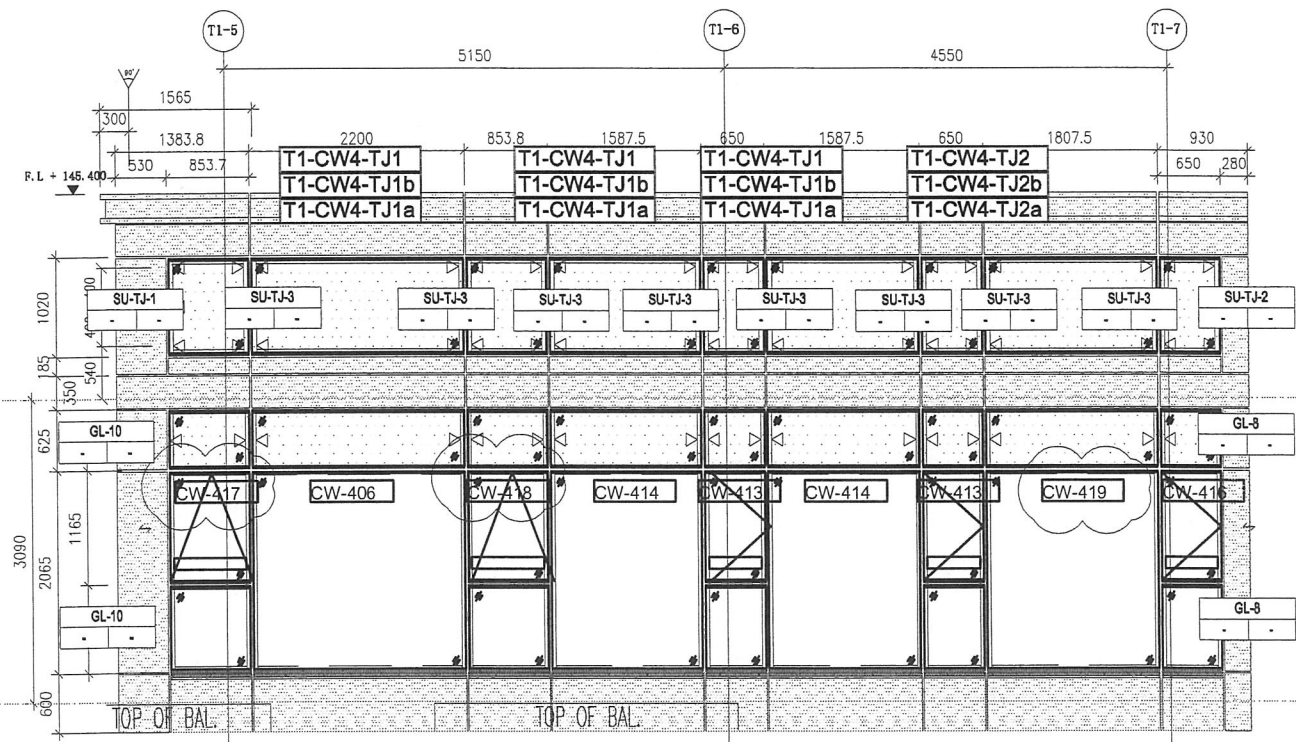 T1-5
T1-6
T1-7
5150
4550
90°
1565
300
1383.8
2200
853.8
1587.5
650
1587.5
650
1807.5
930
530
853.7
650
280
F.L + 145.400
T1-CW4-TJ1
T1-CW4-TJ1
T1-CW4-TJ1
T1-CW4-TJ2
T1-CW4-TJ1b
T1-CW4-TJ1b
T1-CW4-TJ1b
T1-CW4-TJ2b
T1-CW4-TJ1a
T1-CW4-TJ1a
T1-CW4-TJ1a
T1-CW4-TJ2a
1020
SU-TJ-1
SU-TJ-3
SU-TJ-3
SU-TJ-3
SU-TJ-3
SU-TJ-3
SU-TJ-3
SU-TJ-3
SU-TJ-3
SU-TJ-2
- -
- -
- -
- -
- -
- -
- -
- -
- -
- -
185
540
350
625
GL-10
- -
GL-8
- -
CW-417
CW-406
CW-418
CW-414
CW-413
CW-414
CW-413
CW-419
CW-416
3090
2065
1165
GL-10
- -
GL-8
- -
600
TOP OF BAL.
TOP OF BAL.